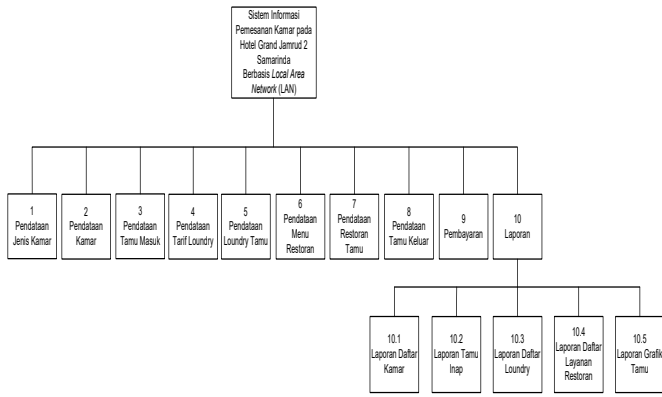 Sistem Informasi
Pemesanan Kamar pada
Hotel Grand Jamrud 2
Samarinda
Berbasis Local Area
Network (LAN)
1
Pendataan
Jenis Kamar
2
Pendataan
Kamar
3
Pendataan
Tamu Masuk
4
Pendataan
Tarif Loundry
5
Pendataan
Loundry Tamu
6
Pendataan
Menu
Restoran
7
Pendataan
Restoran
Tamu
8
Pendataan
Tamu Keluar
9
Pembayaran
10
Laporan
10.1
Laporan Daftar
Kamar
10.2
Laporan Tamu
Inap
10.3
Laporan Daftar
Loundry
10.4
Laporan Daftar
Layanan
Restoran
10.5
Laporan Grafik
Tamu